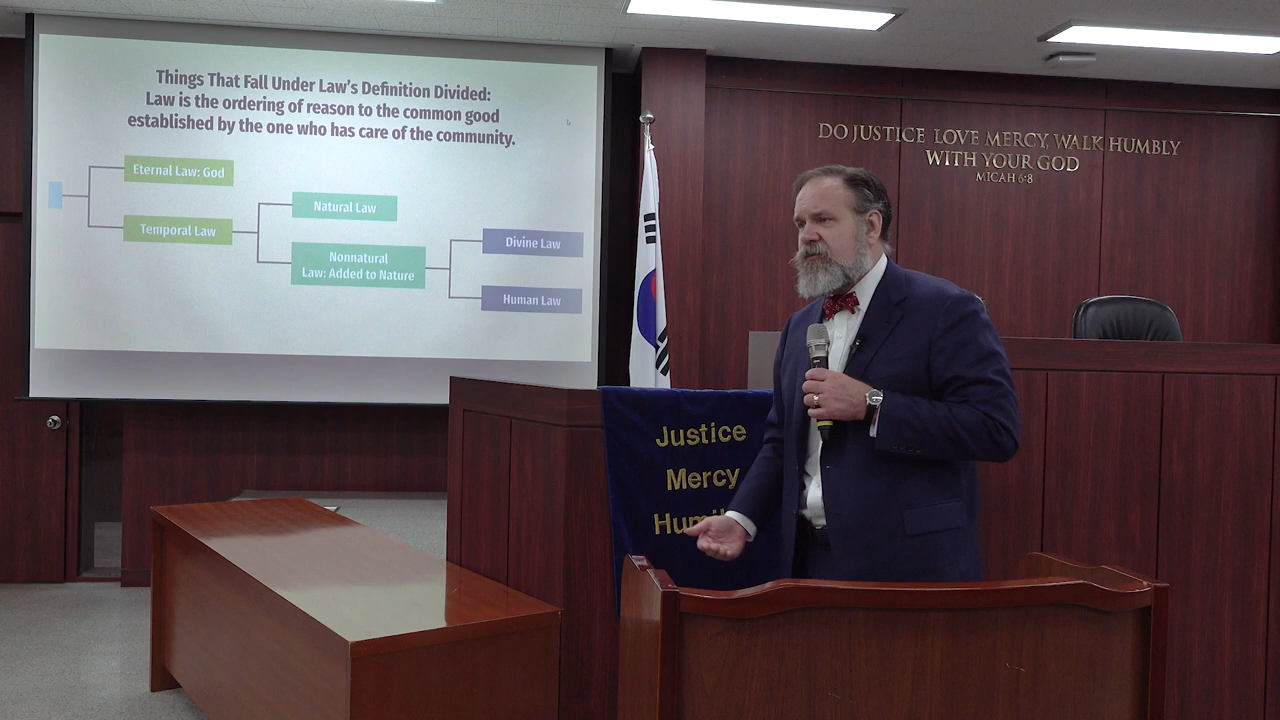 Things That Fall Under Law's Definition Divided:
Law is the ordering of reason to the common good
established by the one who has care of the community.
Eternal Law: God
Temporal Law
Natural Law
Nonnatural
Law: Added to Nature
Divine Law
Human Law
DO JUSTICE LOVE MERCY, WALK HUMBLY
WITH YOUR GOD
MICAH 6:8
Justice
Mercy